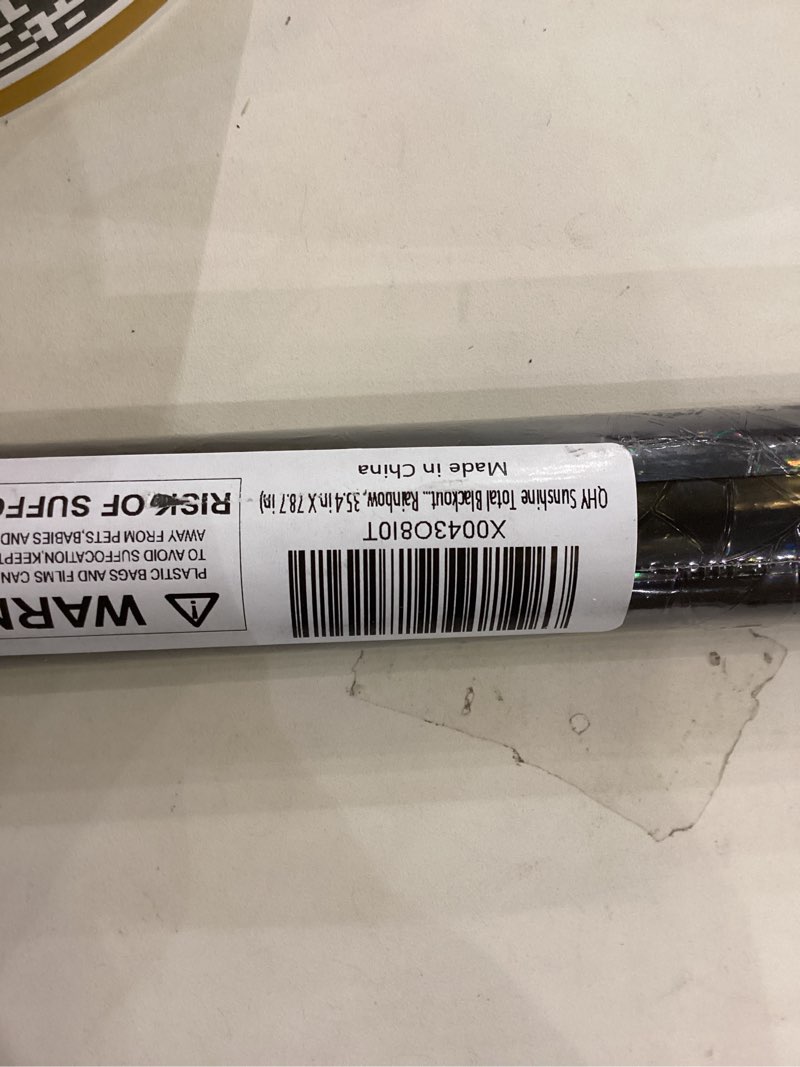 X0043O8I0T
QHY Sunshine Total Blackout... Rainbow, 35.4 in X 78.7 in)
Made in China
WARN
PLASTIC BAGS AND FILMS CAN
TO AVOID SUFFOCATION,KEEP
AWAY FROM PETS,BABIES AND
RISK OF SUFF